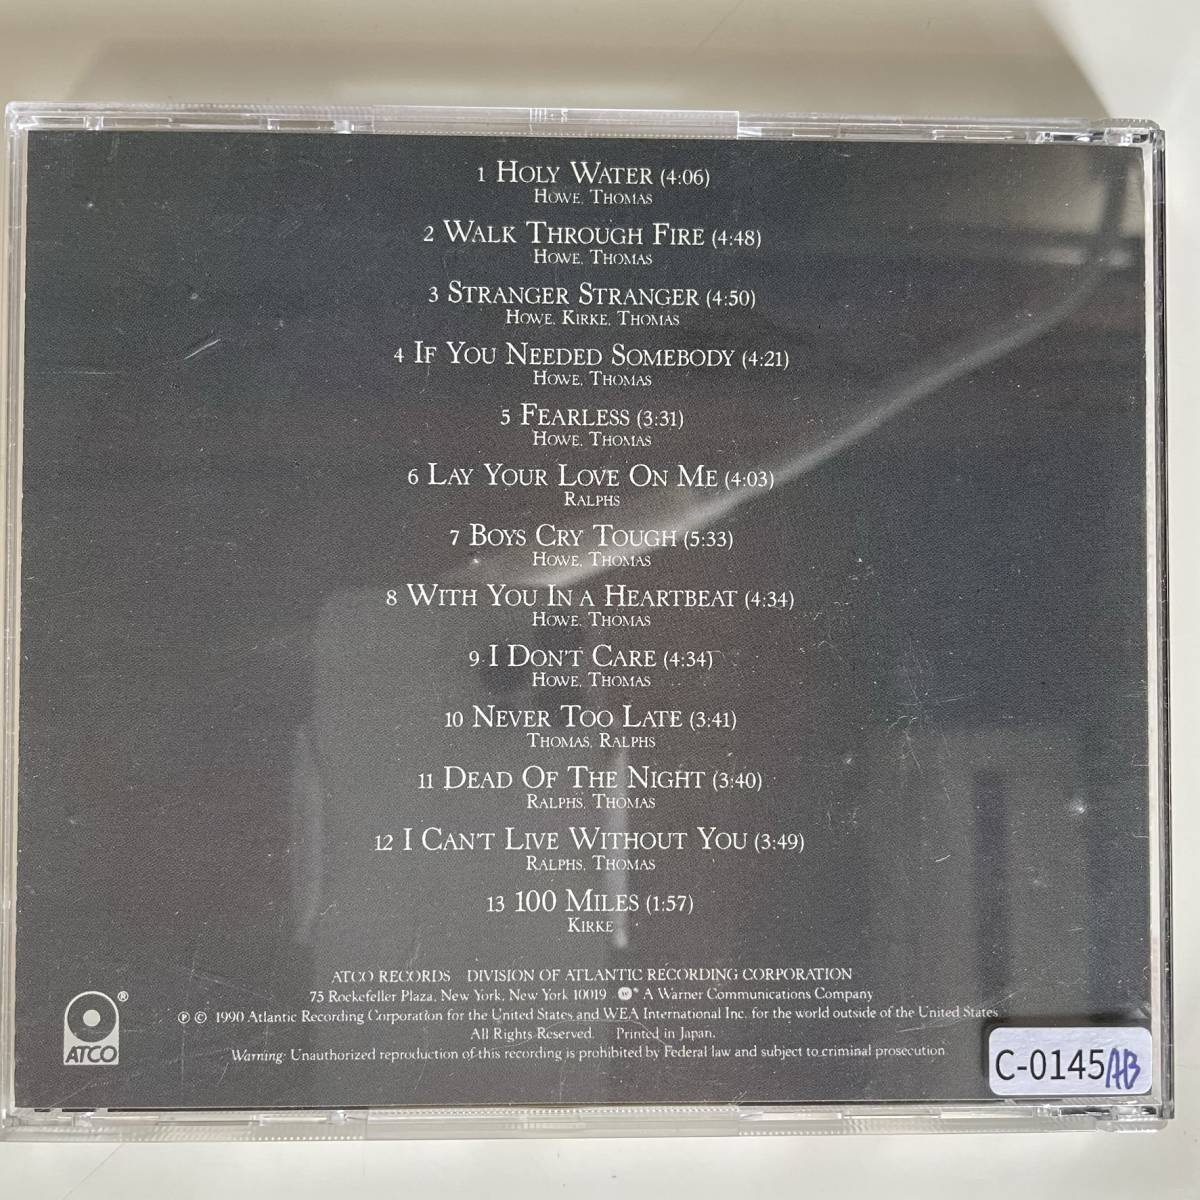 1 HOLY WATER (4:06)
HOWE, THOMAS
2 WALK THROUGH FIRE (4:48)
HOWE, THOMAS
3 STRANGER STRANGER (4:50)
HOWE, KIRKE, THOMAS
4 IF YOU NEEDED SOMEBODY (4:21)
HOWE, THOMAS
5 FEARLESS (3:31)
HOWE, THOMAS
6 LAY YOUR LOVE ON ME (4:03)
RALPHS
7 BOYS CRY TOUGH (5:33)
HOWE, THOMAS
8 WITH YOU IN A HEARTBEAT (4:34)
HOWE, THOMAS
9 I DON'T CARE (4:34)
HOWE, THOMAS
10 NEVER TOO LATE (3:41)
THOMAS, RALPHS
11 DEAD OF THE NIGHT (3:40)
RALPHS, THOMAS
12 I CAN'T LIVE WITHOUT YOU (3:49)
RALPHS, THOMAS
13 100 MILES (1:57)
KIRKE
ATCO RECORDS DIVISION OF ATLANTIC RECORDING CORPORATION
75 Rockefeller Plaza, New York, New York 10019 A Warner Communications Company
℗ © 1990 Atlantic Recording Corporation for the United States and WEA International Inc. for the world outside of the United States
All Rights Reserved. Printed in Japan.
Warning: Unauthorized reproduction of this recording is prohibited by Federal law and subject to criminal prosecution
ATCO ®
C-0145 AB